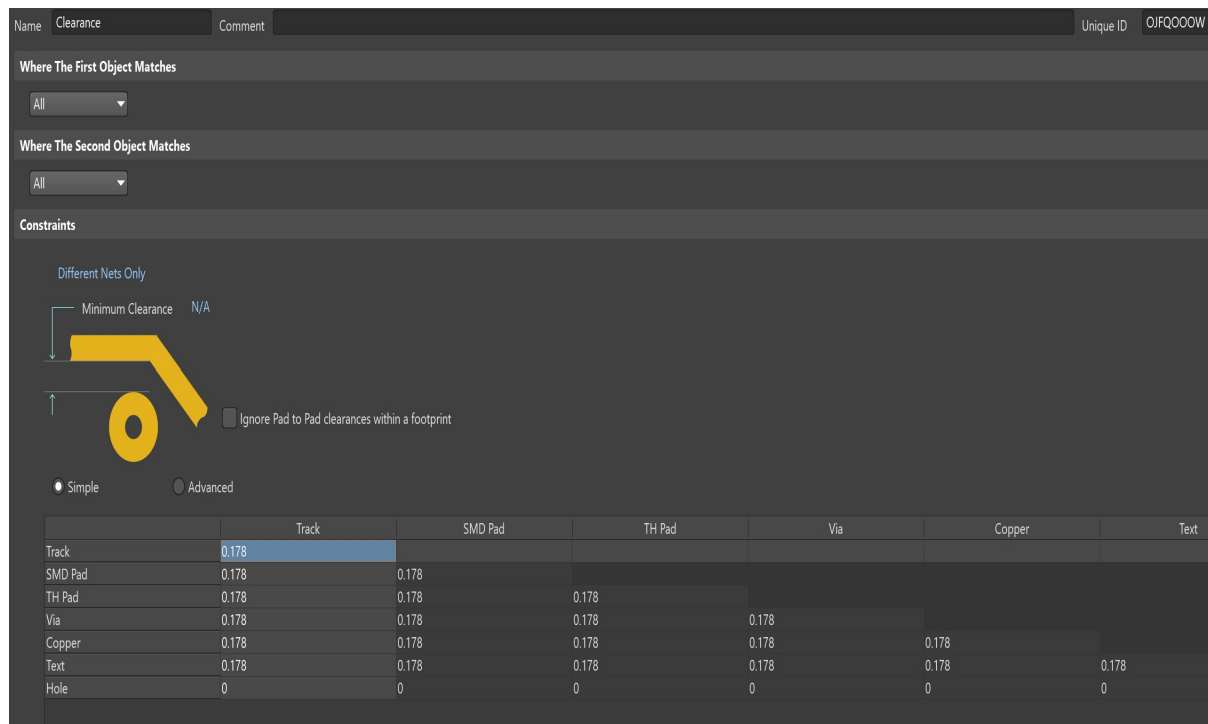 Name Clearance Comment Unique ID OJFQOOOW
Where The First Object Matches
All
Where The Second Object Matches
All
Constraints
Different Nets Only
Minimum Clearance N/A
Ignore Pad to Pad clearances within a footprint
Simple Advanced
Track SMD Pad TH Pad Via Copper Text
Track 0.178
SMD Pad 0.178 0.178
TH Pad 0.178 0.178 0.178
Via 0.178 0.178 0.178 0.178
Copper 0.178 0.178 0.178 0.178 0.178
Text 0.178 0.178 0.178 0.178 0.178 0.178
Hole 0 0 0 0 0 0